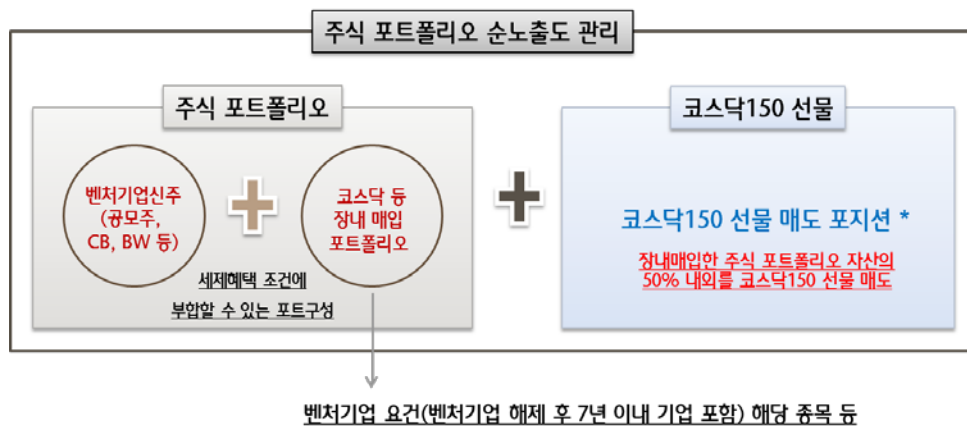 주식 포트폴리오 순노출도 관리
주식 포트폴리오
벤처기업신주
(공모주,
CB, BW 등)
코스닥 등
장내 매입
포트폴리오
세제혜택 조건에
부합할 수 있는 포트구성
코스닥150 선물
코스닥150 선물 매도 포지션 *
장내매입한 주식 포트폴리오 자산의
50% 내외를 코스닥150 선물 매도
벤처기업 요건(벤처기업 해제 후 7년 이내 기업 포함) 해당 종목 등